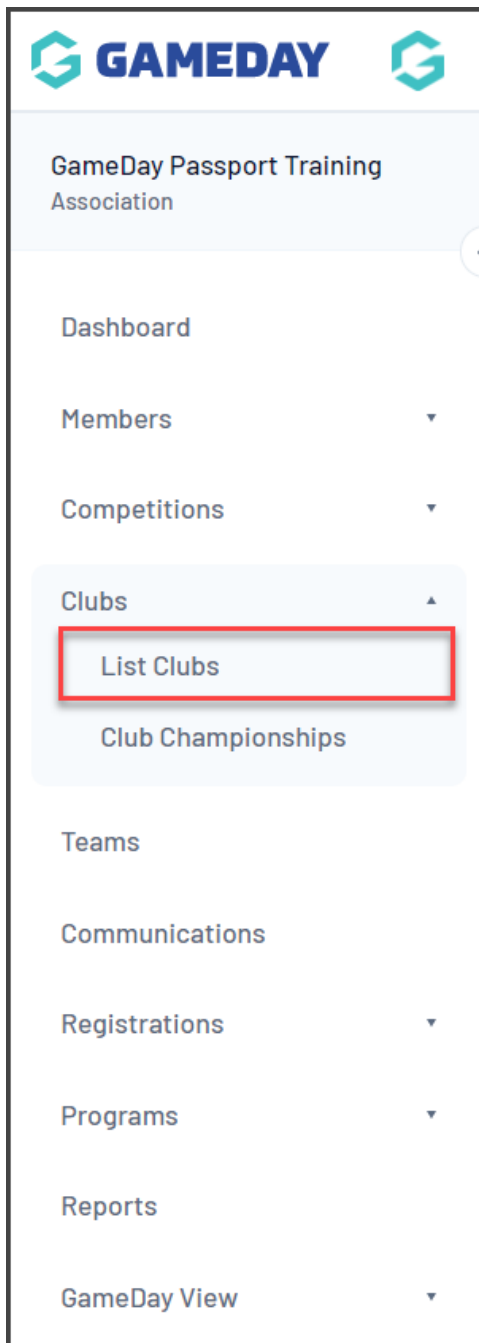 GAMEDAY
GameDay Passport Training
Association
Dashboard
Members
Competitions
Clubs
List Clubs
Club Championships
Teams
Communications
Registrations
Programs
Reports
GameDay View